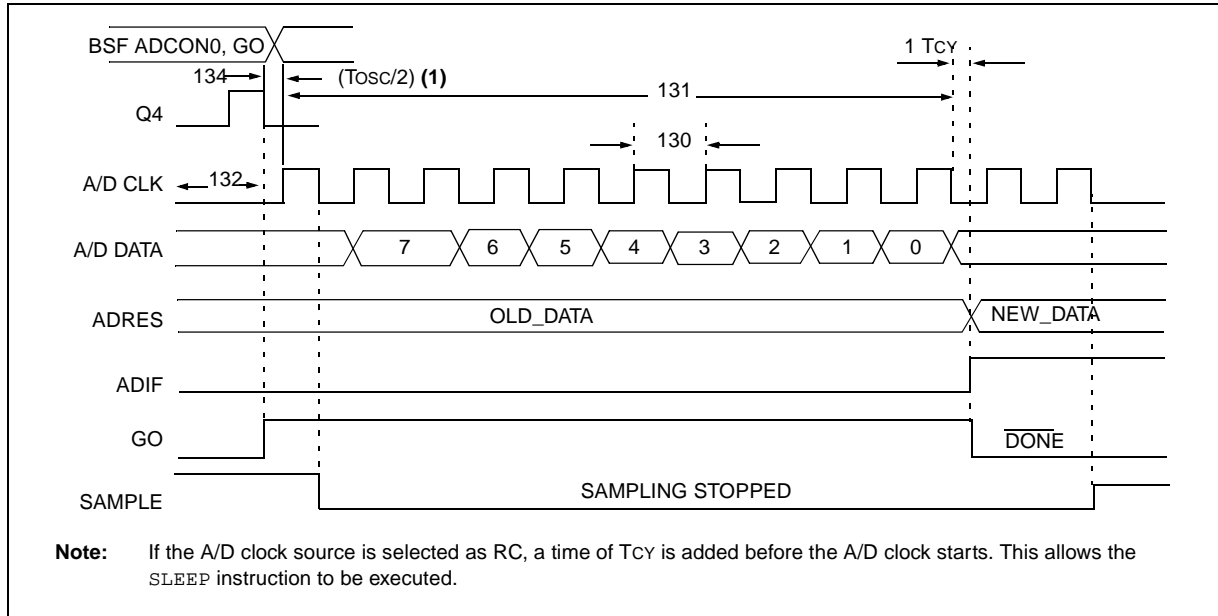 BSF ADCON0, GO
1 TCY
134
(TOSC/2) (1)
131
Q4
130
A/D CLK
132
A/D DATA
7 6 5 4 3 2 1 0
ADRES
OLD_DATA
NEW_DATA
ADIF
GO
DONE
SAMPLE
SAMPLING STOPPED
Note: If the A/D clock source is selected as RC, a time of TCY is added before the A/D clock starts. This allows the
SLEEP instruction to be executed.